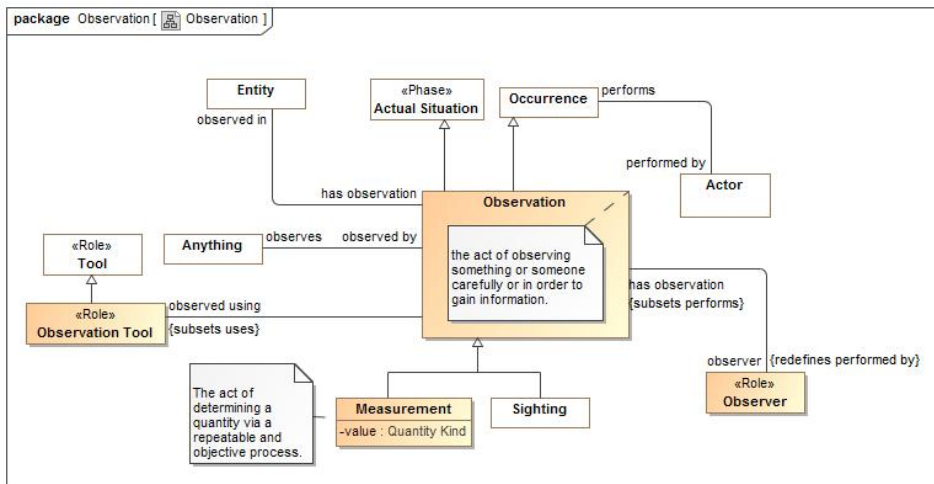 package Observation [ Observation ]
Entity
observed in
«Phase»
Actual Situation
Occurrence
performs
performed by
Actor
has observation
Observation
the act of observing
something or someone
carefully or in order to
gain information.
Anything
observes
observed by
«Role»
Tool
«Role»
Observation Tool
observed using
{subsets uses}
has observation
{subsets performs}
observer
{redefines performed by}
«Role»
Observer
The act of
determining a
quantity via a
repeatable and
objective process.
Measurement
-value : Quantity Kind
Sighting